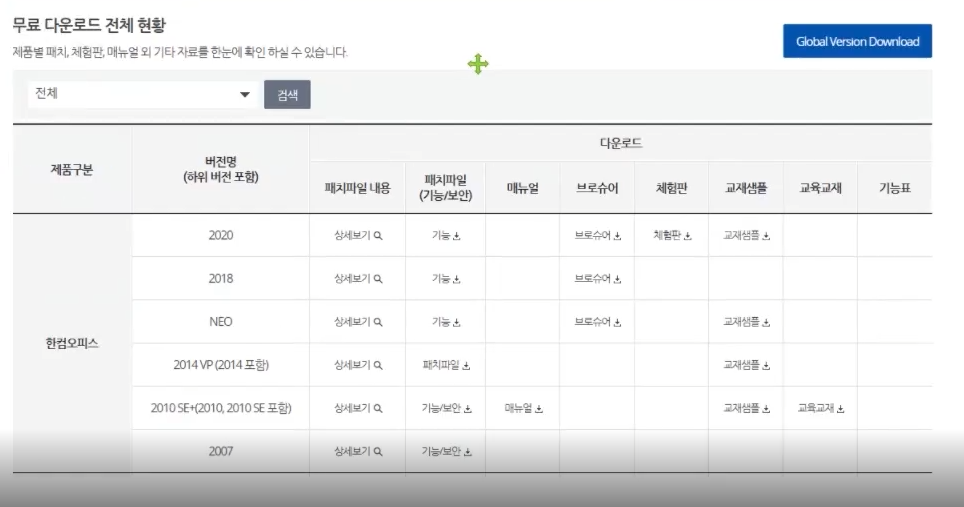 무료 다운로드 전체 현황
제품별 패치, 체험판, 매뉴얼 외 기타 자료를 한눈에 확인 하실 수 있습니다.
Global Version Download
전체
검색
제품구분
버전명
(하위 버전 포함)
다운로드
패치파일 내용
패치파일
(기능/보안)
매뉴얼
브로슈어
체험판
교재샘플
교육교재
기능표
한컴오피스
2020 상세보기 기능 브로슈어 체험판 교재샘플
2018 상세보기 기능 브로슈어
NEO 상세보기 기능 브로슈어 교재샘플
2014 VP (2014 포함) 상세보기 패치파일 교재샘플
2010 SE+(2010, 2010 SE 포함) 상세보기 기능/보안 매뉴얼 교재샘플 교육교재
2007 상세보기 기능/보안